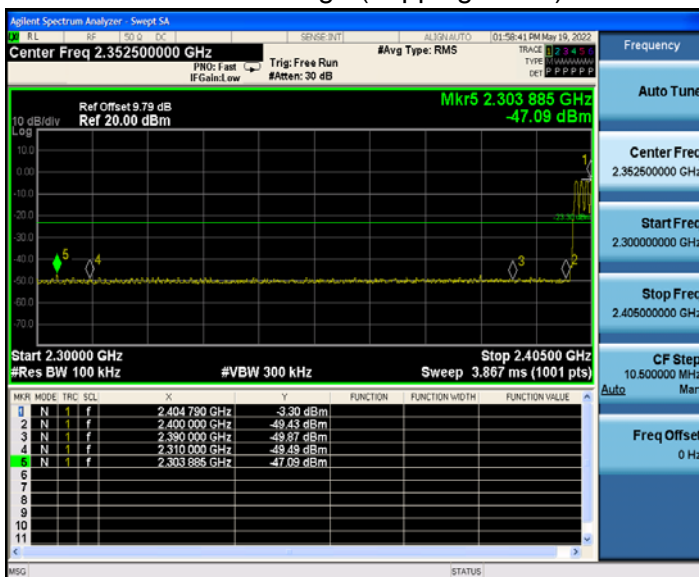 Agilent Spectrum Analyzer - Swept SA
RL RF 50 Ω DC SENSE:INT ALIGNAUTO 01:58:41 PM May 19, 2022
Center Freq 2.352500000 GHz #Avg Type: RMS TRACE 1 2 3 4 5 6
PNO: Fast Trig: Free Run TYPE M
IFGain:Low #Atten: 30 dB DET P P P P P P
Mkr5 2.303 885 GHz
-47.09 dBm
Ref Offset 9.79 dB
10 dB/div Ref 20.00 dBm
Log
10.0
0.00
-10.0
-20.0
-30.0
-40.0
-50.0
-60.0
-70.0
1
5
4
3
2
Start 2.30000 GHz Stop 2.40500 GHz
#Res BW 100 kHz #VBW 300 kHz Sweep 3.867 ms (1001 pts)
MKR MODE TRC SCL X Y FUNCTION FUNCTION WIDTH FUNCTION VALUE
1 N 1 f 2.404 790 GHz -3.30 dBm
2 N 1 f 2.400 000 GHz -49.43 dBm
3 N 1 f 2.390 000 GHz -49.87 dBm
4 N 1 f 2.310 000 GHz -49.49 dBm
5 N 1 f 2.303 885 GHz -47.09 dBm
6
7
8
9
10
11
MSG STATUS
Frequency
Auto Tune
Center Freq
2.352500000 GHz
Start Freq
2.300000000 GHz
Stop Freq
2.405000000 GHz
CF Step
10.500000 MHz
Auto Man
Freq Offset
0 Hz